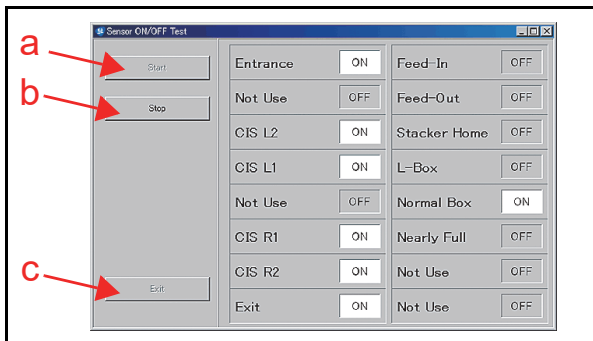 Sensor ON/OFF Test
a
Start
b
Stop
c
Exit
Entrance ON Feed-In OFF
Not Use OFF Feed-Out OFF
CIS L2 ON Stacker Home OFF
CIS L1 ON L-Box OFF
Not Use OFF Normal Box ON
CIS R1 ON Nearly Full OFF
CIS R2 ON Not Use OFF
Exit ON Not Use OFF